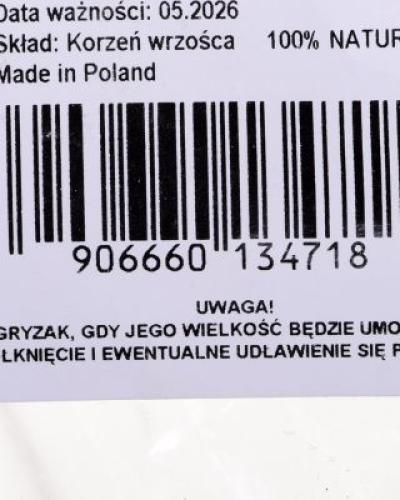 Data ważności: 05.2026
Skład: Korzeń wrzośca 100% NATUR
Made in Poland
906660 134718
UWAGA!
GRYZAK, GDY JEGO WIELKOŚĆ BĘDZIE UMO
ŁKNIĘCIE I EWENTUALNE UDŁAWIENIE SIĘ P